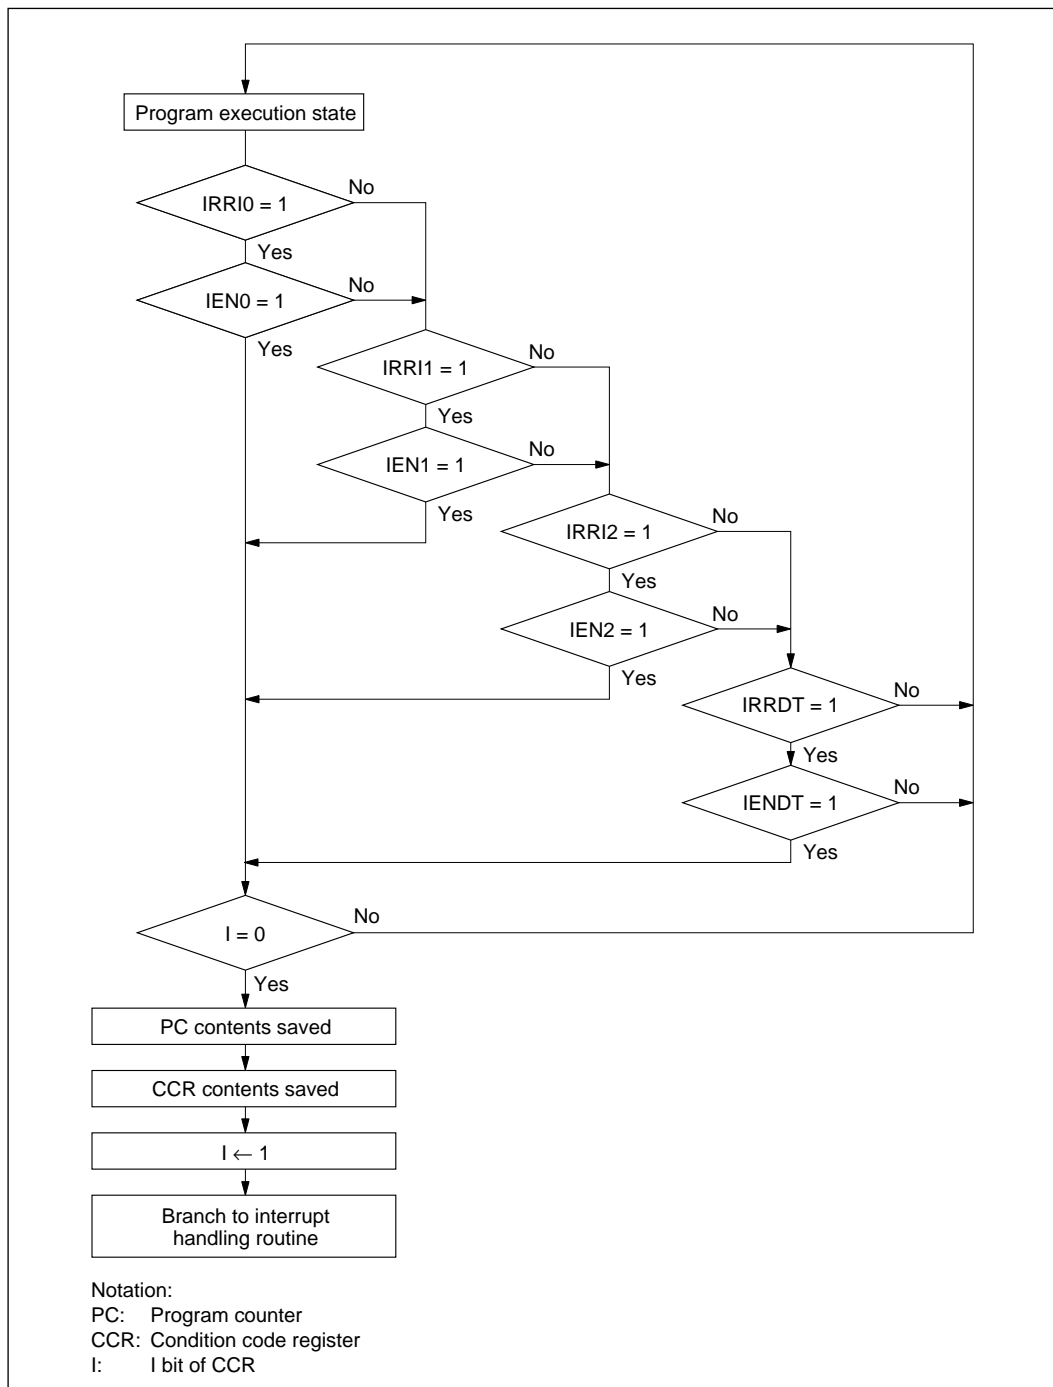 Program execution state
IRRI0 = 1
No
Yes
IEN0 = 1
No
Yes
IRRI1 = 1
No
Yes
IEN1 = 1
No
Yes
IRRI2 = 1
No
Yes
IEN2 = 1
No
Yes
IRRDT = 1
No
Yes
IENDT = 1
No
Yes
I = 0
No
Yes
PC contents saved
CCR contents saved
I ← 1
Branch to interrupt
handling routine
Notation:
PC: Program counter
CCR: Condition code register
I: I bit of CCR